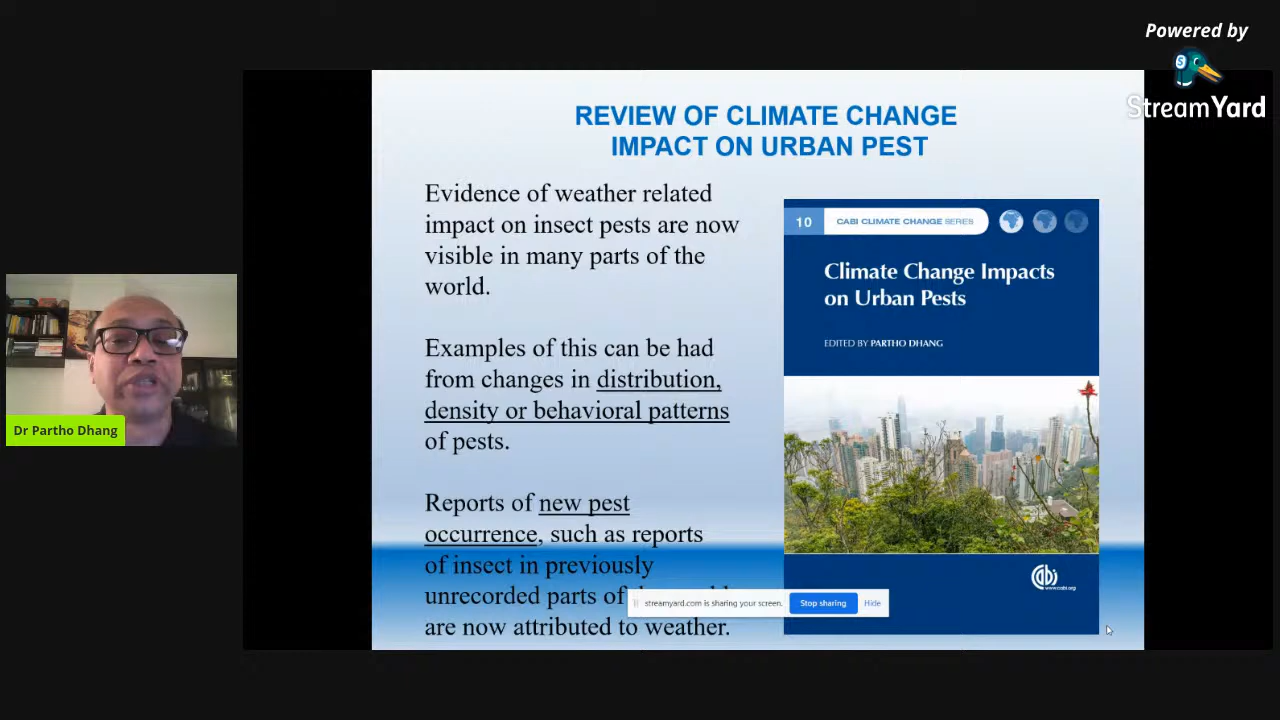 Powered by
StreamYard
REVIEW OF CLIMATE CHANGE
IMPACT ON URBAN PEST
Evidence of weather related
impact on insect pests are now
visible in many parts of the
world.
Examples of this can be had
from changes in distribution,
density or behavioral patterns
of pests.
Reports of new pest
occurrence, such as reports
of insect in previously
unrecorded parts of
are now attributed to weather.
10
CABI CLIMATE CHANGE SERIES
Climate Change Impacts
on Urban Pests
EDITED BY PARTHO DHANG
cabi
www.cabi.org
streamyard.com is sharing your screen.
Stop sharing
Hide
Dr Partho Dhang